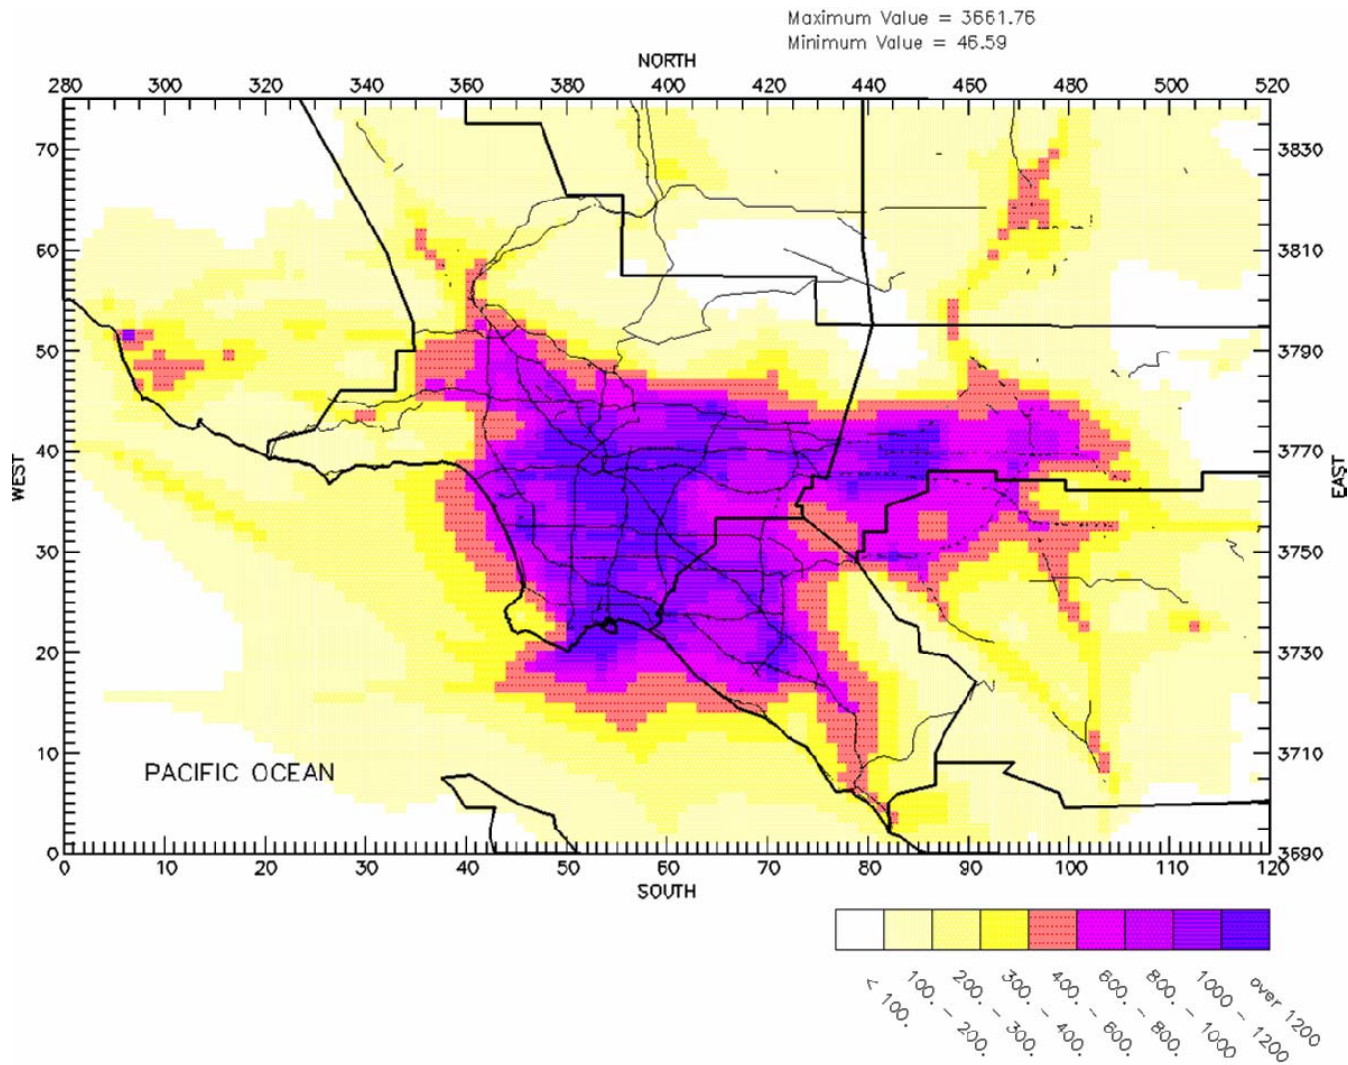 Maximum Value = 3661.76
Minimum Value = 46.59
NORTH
280 300 320 340 360 380 400 420 440 460 480 500 520
70 3830
60 3810
50 3790
40 3770
WEST
EAST
30 3750
20 3730
10 3710
PACIFIC OCEAN
0 3690
0 10 20 30 40 50 60 70 80 90 100 110 120
SOUTH
< 100.
100. - 200.
200. - 300.
300. - 400.
400. - 600.
600. - 800.
800. - 1000
1000 - 1200
over 1200